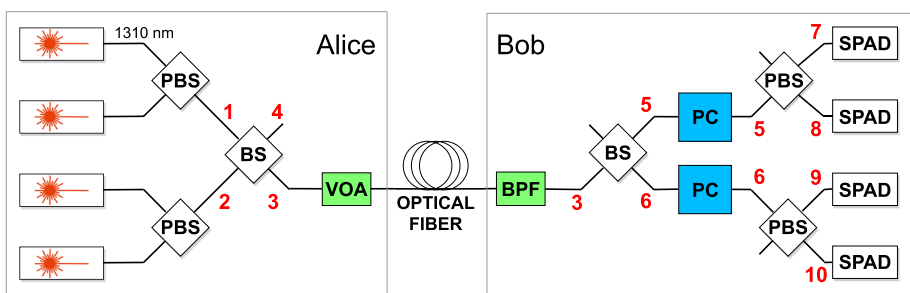 1310 nm
Alice
PBS
1
4
BS
2
3
PBS
VOA
OPTICAL
FIBER
Bob
BPF
3
BS
5
PC
5
6
PC
6
PBS
7
SPAD
8
SPAD
PBS
9
SPAD
10
SPAD